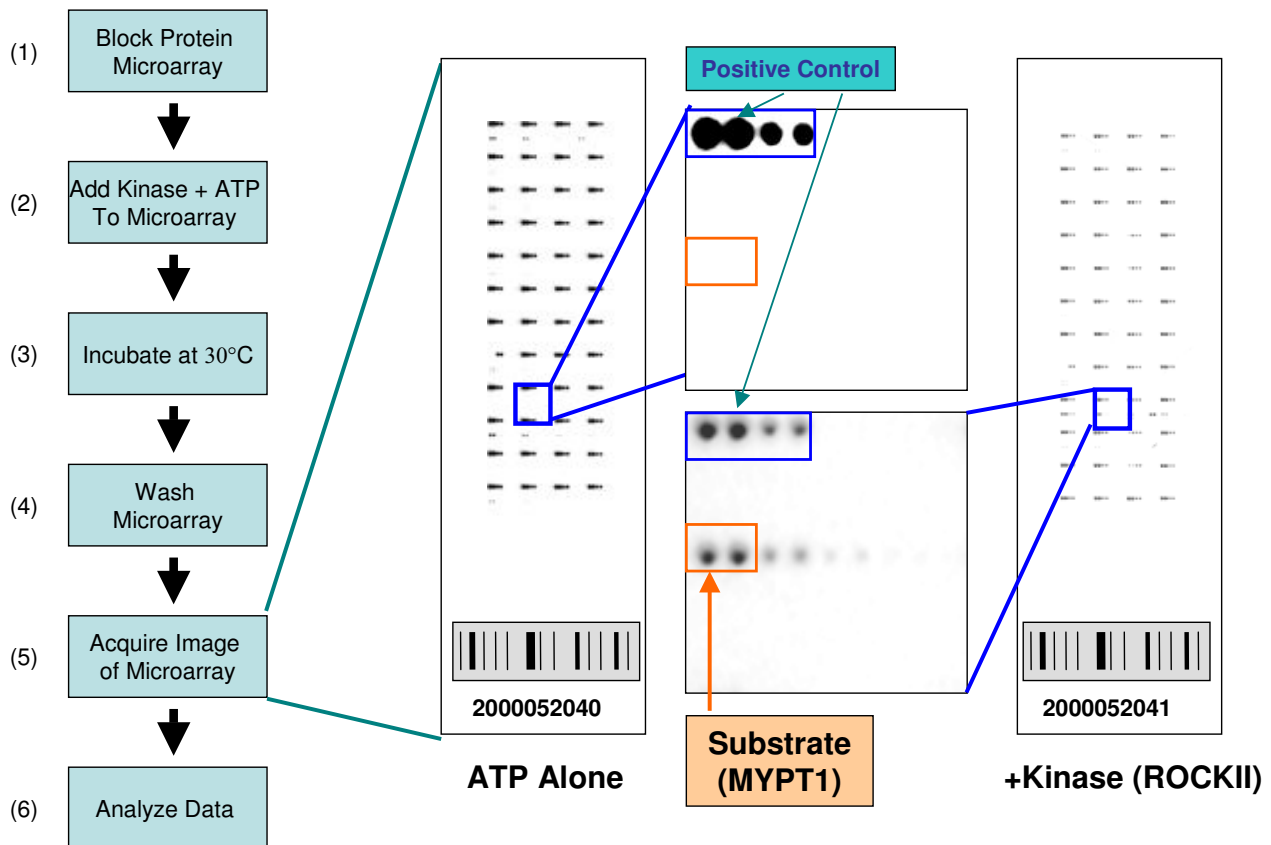 (1)
Block Protein
Microarray
(2)
Add Kinase + ATP
To Microarray
(3)
Incubate at 30°C
(4)
Wash
Microarray
(5)
Acquire Image
of Microarray
(6)
Analyze Data
2000052040
ATP Alone
Positive Control
Substrate
(MYPT1)
2000052041
+Kinase (ROCKII)